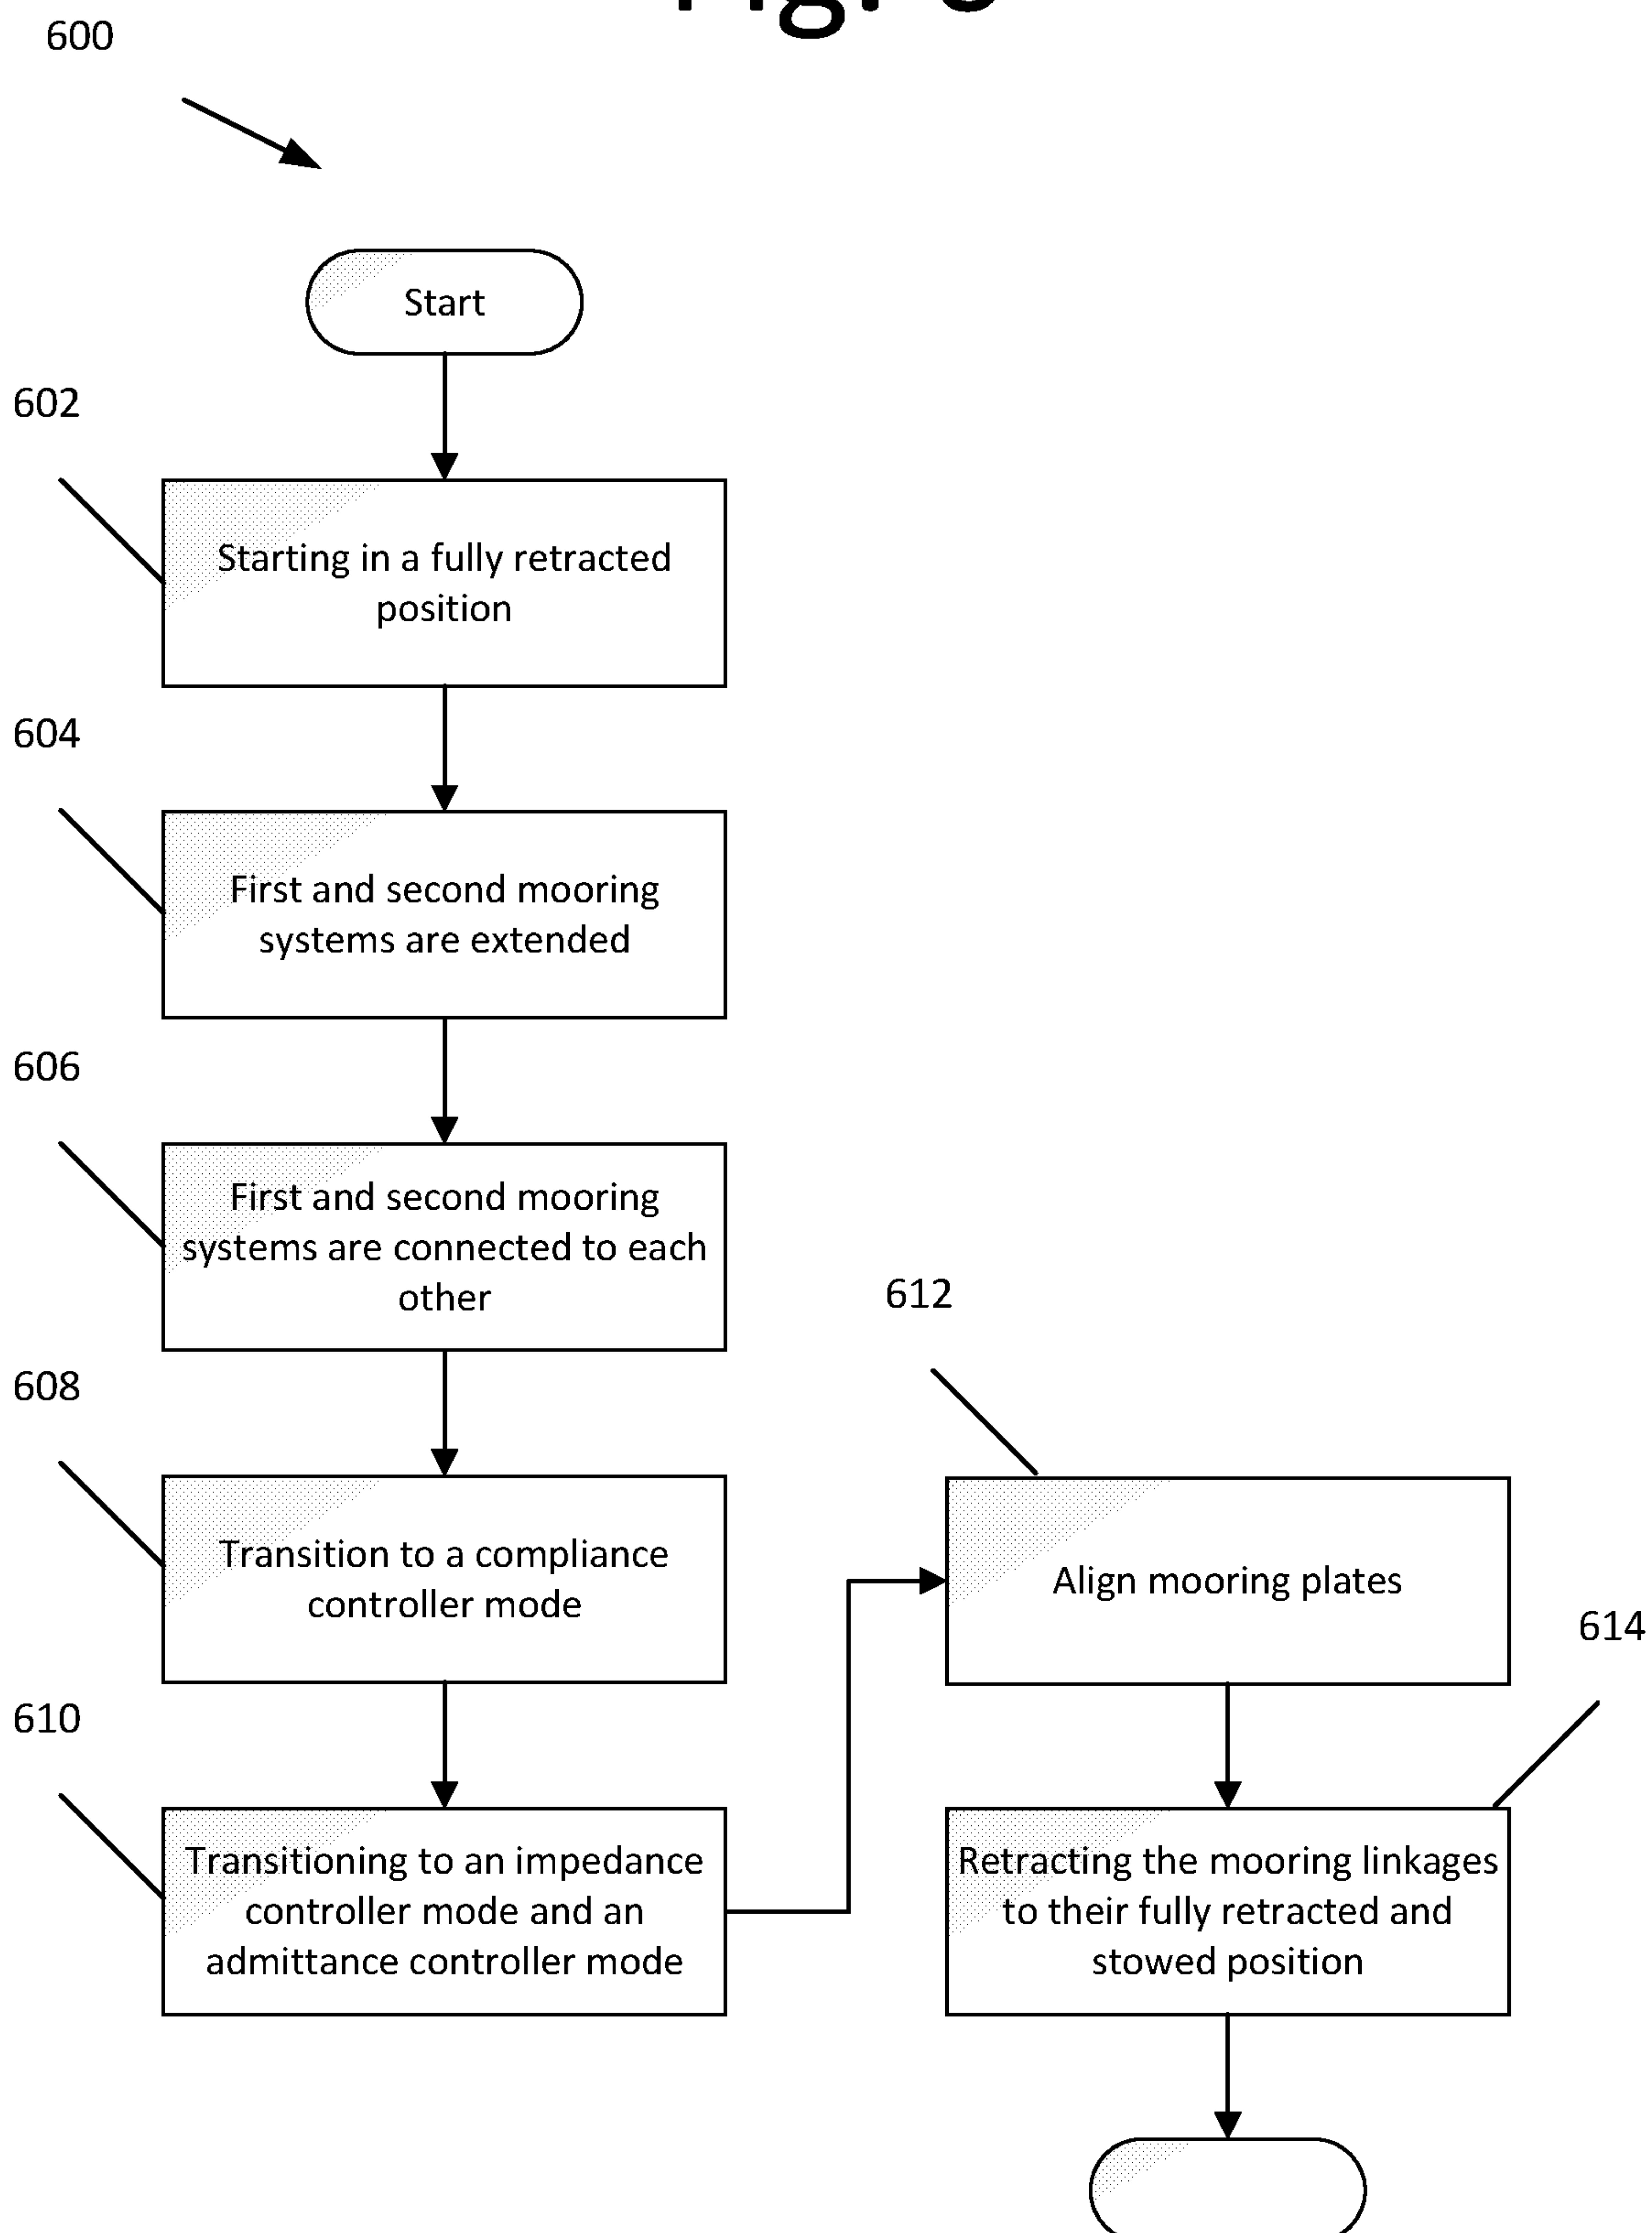 600
Start
602
Starting in a fully retracted
position
604
First and second mooring
systems are extended
606
First and second mooring
systems are connected to each
other
608
Transition to a compliance
controller mode
610
Transitioning to an impedance
controller mode and an
admittance controller mode
612
Align mooring plates
614
Retracting the mooring linkages
to their fully retracted and
stowed position